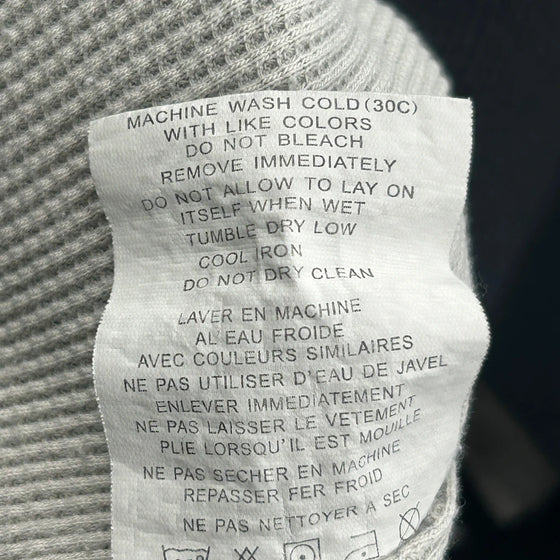 MACHINE WASH COLD (30C)
WITH LIKE COLORS
DO NOT BLEACH
REMOVE IMMEDIATELY
DO NOT ALLOW TO LAY ON
ITSELF WHEN WET
TUMBLE DRY LOW
COOL IRON
DO NOT DRY CLEAN
LAVER EN MACHINE
AL'EAU FROIDE
AVEC COULEURS SIMILAIRES
NE PAS UTILISER D'EAU DE JAVEL
ENLEVER IMMEDIATEMENT
NE PAS LAISSER LE VETEMENT
PLIE LORSQU'IL EST MOUILLE
NE PAS SECHER EN MACHINE
REPASSER FER FROID
NE PAS NETTOYER A SEC